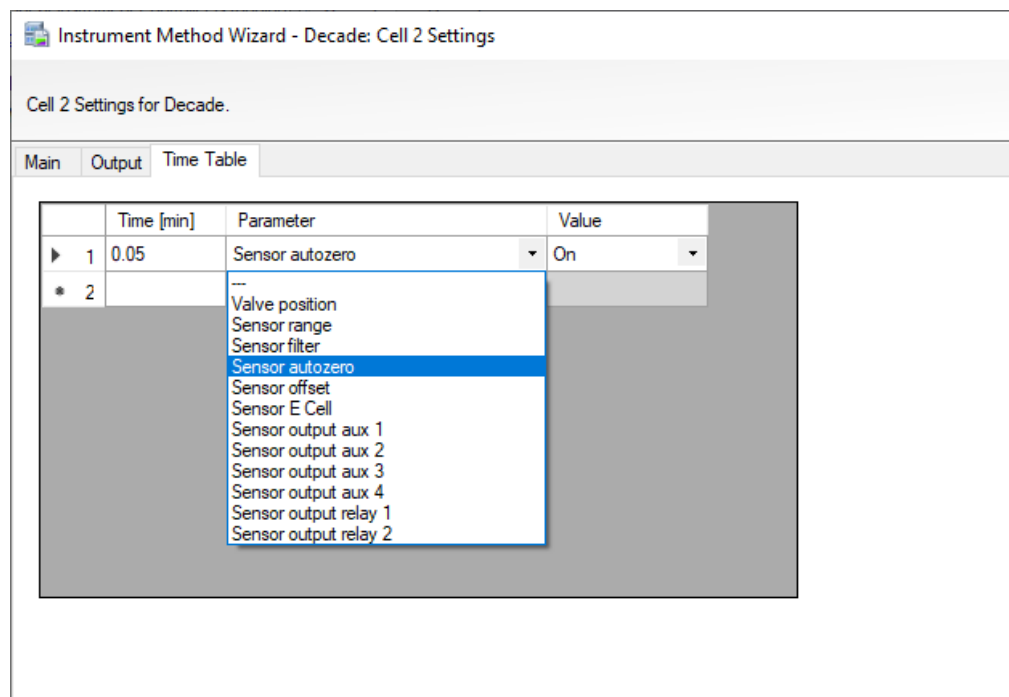 Instrument Method Wizard - Decade: Cell 2 Settings
Cell 2 Settings for Decade.
Main Output Time Table
Time [min] Parameter Value
1 0.05 Sensor autozero On
2
---
Valve position
Sensor range
Sensor filter
Sensor autozero
Sensor offset
Sensor E Cell
Sensor output aux 1
Sensor output aux 2
Sensor output aux 3
Sensor output aux 4
Sensor output relay 1
Sensor output relay 2